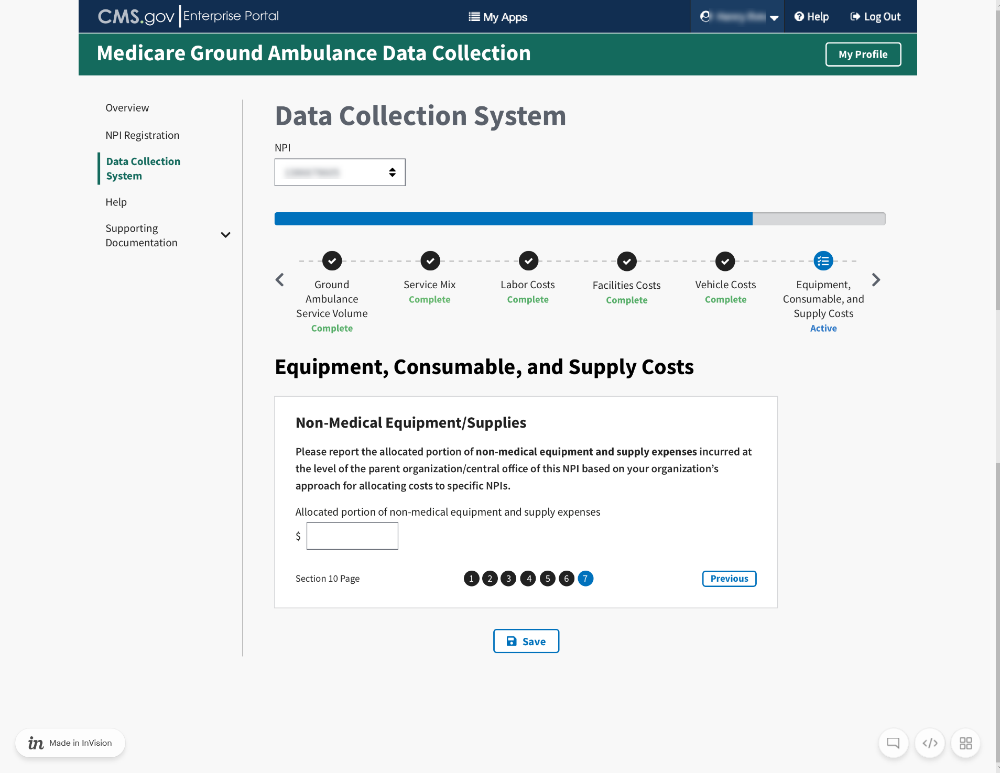 CMS.gov Enterprise Portal
My Apps
Help
Log Out
Medicare Ground Ambulance Data Collection
My Profile
Overview
NPI Registration
Data Collection
System
Help
Supporting
Documentation
Data Collection System
NPI
Ground
Ambulance
Service Volume
Complete
Service Mix
Complete
Labor Costs
Complete
Facilities Costs
Complete
Vehicle Costs
Complete
Equipment,
Consumable, and
Supply Costs
Active
Equipment, Consumable, and Supply Costs
Non-Medical Equipment/Supplies
Please report the allocated portion of non-medical equipment and supply expenses incurred at
the level of the parent organization/central office of this NPI based on your organization’s
approach for allocating costs to specific NPIs.
Allocated portion of non-medical equipment and supply expenses
$
Section 10 Page
1 2 3 4 5 6 7
Previous
Save
in Made in InVision